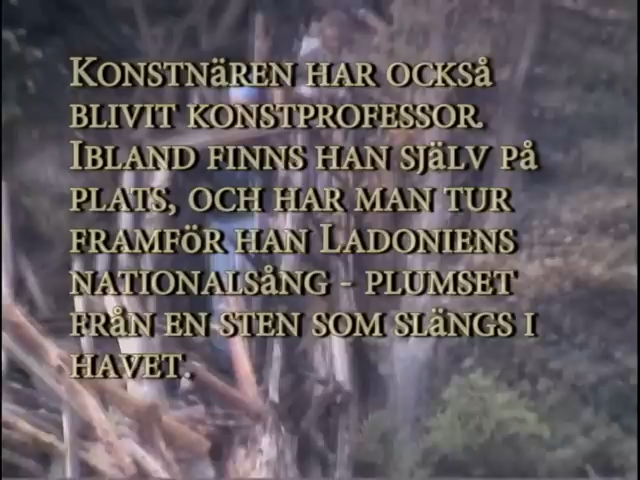 Konstnären har också
blivit konstprofessor.
Ibland finns han själv på
plats, och har man tur
framför han Ladoniens
nationalsång - plumset
från en sten som slängs i
havet.